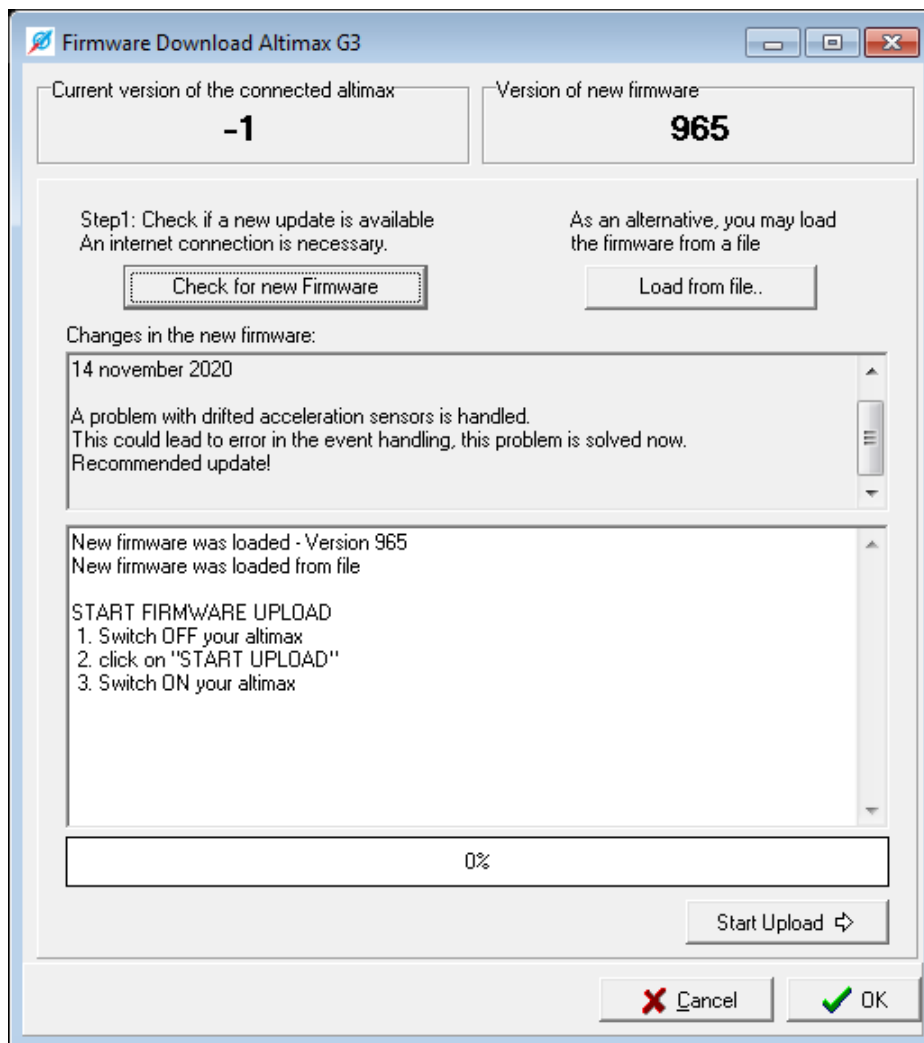 Firmware Download Altimax G3
Current version of the connected altimax
-1
Version of new firmware
965
Step1: Check if a new update is available
An internet connection is necessary.
Check for new Firmware
As an alternative, you may load
the firmware from a file
Load from file..
Changes in the new firmware:
14 november 2020
A problem with drifted acceleration sensors is handled.
This could lead to error in the event handling, this problem is solved now.
Recommended update!
New firmware was loaded - Version 965
New firmware was loaded from file
START FIRMWARE UPLOAD
1. Switch OFF your altimax
2. click on "START UPLOAD"
3. Switch ON your altimax
0%
Start Upload
Cancel
OK